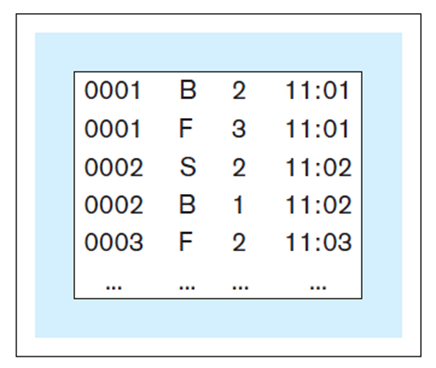 0001 B 2 11:01
0001 F 3 11:01
0002 S 2 11:02
0002 B 1 11:02
0003 F 2 11:03
... ... ... ...